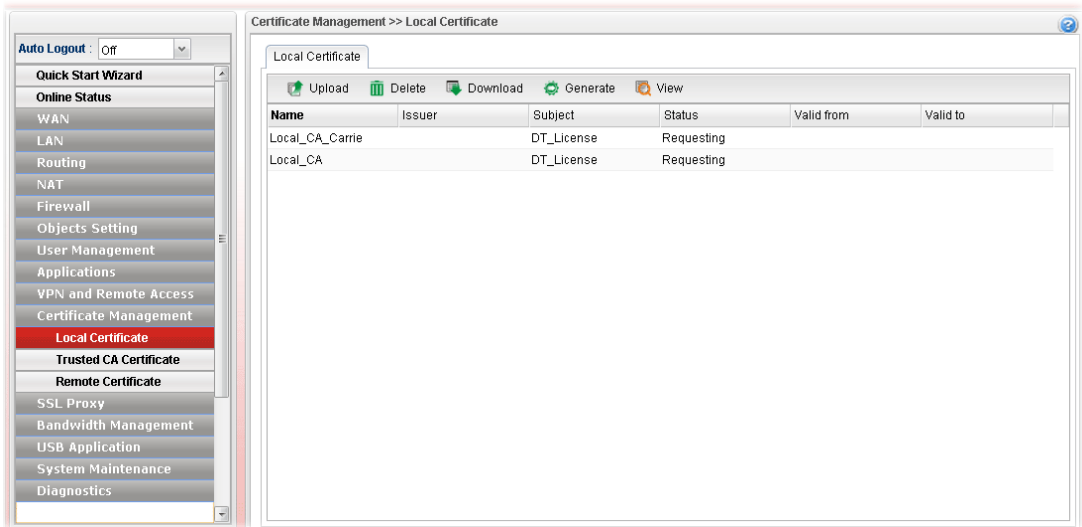 Certificate Management >> Local Certificate
Auto Logout : Off
Quick Start Wizard
Online Status
WAN
LAN
Routing
NAT
Firewall
Objects Setting
User Management
Applications
VPN and Remote Access
Certificate Management
Local Certificate
Trusted CA Certificate
Remote Certificate
SSL Proxy
Bandwidth Management
USB Application
System Maintenance
Diagnostics
Local Certificate
Upload Delete Download Generate View
Name Issuer Subject Status Valid from Valid to
Local_CA_Carrie DT_License Requesting
Local_CA DT_License Requesting